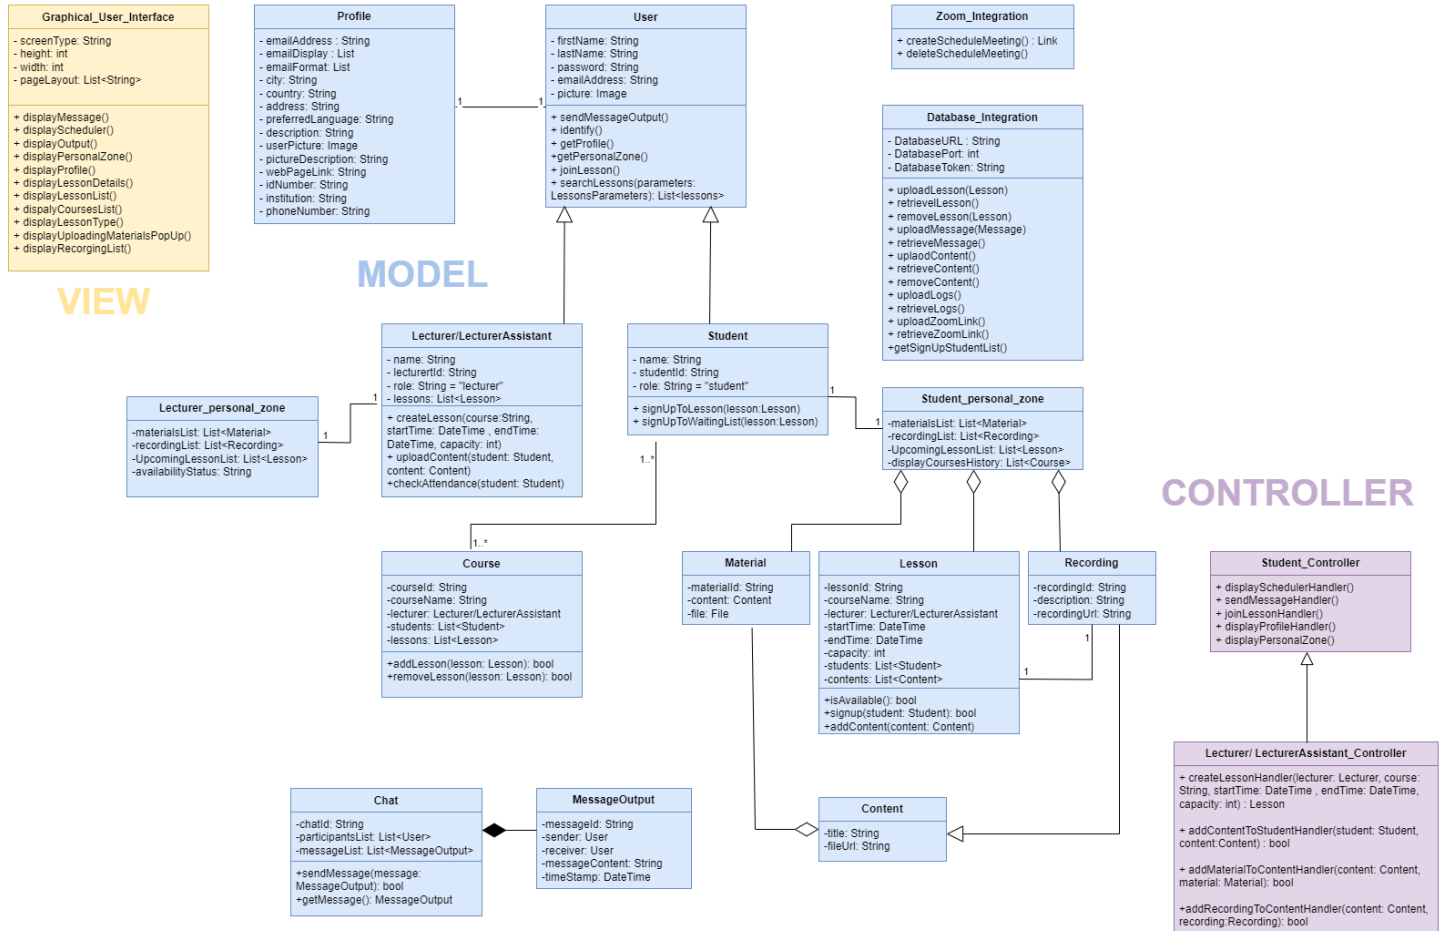 Graphical_User_Interface
- screenType: String
- height: int
- width: int
- pageLayout: List<String>
+ displayMessage()
+ displayScheduler()
+ displayOutput()
+ displayPersonalZone()
+ displayProfile()
+ displayLessonDetails()
+ displayLessonList()
+ dispalyCoursesList()
+ displayLessonType()
+ displayUploadingMaterialsPopUp()
+ displayRecorgingList()
VIEW
Profile
- emailAddress : String
- emailDisplay : List
- emailFormat: List
- city: String
- country: String
- address: String
- preferredLanguage: String
- description: String
- userPicture: Image
- pictureDescription: String
- webPageLink: String
- idNumber: String
- institution: String
- phoneNumber: String
1
1
User
- firstName: String
- lastName: String
- password: String
- emailAddress: String
- picture: Image
+ sendMessageOutput()
+ identify()
+ getProfile()
+getPersonalZone()
+ joinLesson()
+ searchLessons(parameters:
LessonsParameters): List<lessons>
MODEL
Zoom_Integration
+ createScheduleMeeting() : Link
+ deleteScheduleMeeting()
Database_Integration
- DatabaseURL : String
- DatabasePort: int
- DatabaseToken: String
+ uploadLesson(Lesson)
+ retrievelLesson()
+ removeLesson(Lesson)
+ uploadMessage(Message)
+ retrieveMessage()
+ uplaodContent()
+ retrieveContent()
+ removeContent()
+ uploadLogs()
+ retrieveLogs()
+ uploadZoomLink()
+ retrieveZoomLink()
+getSignUpStudentList()
Lecturer/LecturerAssistant
- name: String
- lecturertId: String
- role: String = "lecturer"
- lessons: List<Lesson>
+ createLesson(course:String,
startTime: DateTime , endTime:
DateTime, capacity: int)
+ uploadContent(student: Student,
content: Content)
+checkAttendance(student: Student)
1
1
Lecturer_personal_zone
-materialsList: List<Material>
-recordingList: List<Recording>
-UpcomingLessonList: List<Lesson>
-availabilityStatus: String
Student
- name: String
- studentId: String
- role: String = "student"
+ signUpToLesson(lesson:Lesson)
+ signUpToWaitingList(lesson:Lesson)
1
1
1..*
1..*
Student_personal_zone
-materialsList: List<Material>
-recordingList: List<Recording>
-UpcomingLessonList: List<Lesson>
-displayCoursesHistory: List<Course>
CONTROLLER
Course
-courseId: String
-courseName: String
-lecturer: Lecturer/LecturerAssistant
-students: List<Student>
-lessons: List<Lesson>
+addLesson(lesson: Lesson): bool
+removeLesson(lesson: Lesson): bool
Material
-materialId: String
-content: Content
-file: File
Lesson
-lessonId: String
-courseName: String
-lecturer: Lecturer/LecturerAssistant
-startTime: DateTime
-endTime: DateTime
-capacity: int
-students: List<Student>
-contents: List<Content>
+isAvailable(): bool
+signup(student: Student): bool
+addContent(content: Content)
Recording
-recordingId: String
-description: String
-recordingUrl: String
1
1
Student_Controller
+ displaySchedulerHandler()
+ sendMessageHandler()
+ joinLessonHandler()
+ displayProfileHandler()
+ displayPersonalZone()
Lecturer/ LecturerAssistant_Controller
+ createLessonHandler(lecturer: Lecturer, course:
String, startTime: DateTime , endTime: DateTime,
capacity: int) : Lesson
+ addContentToStudentHandler(student: Student,
content:Content) : bool
+ addMaterialToContentHandler(content: Content,
material: Material): bool
+addRecordingToContentHandler(content: Content,
recording:Recording): bool
Chat
-chatId: String
-participantsList: List<User>
-messageList: List<MessageOutput>
+sendMessage(message:
MessageOutput): bool
+getMessage(): MessageOutput
MessageOutput
-messageId: String
-sender: User
-receiver: User
-messageContent: String
-timeStamp: DateTime
Content
-title: String
-fileUrl: String